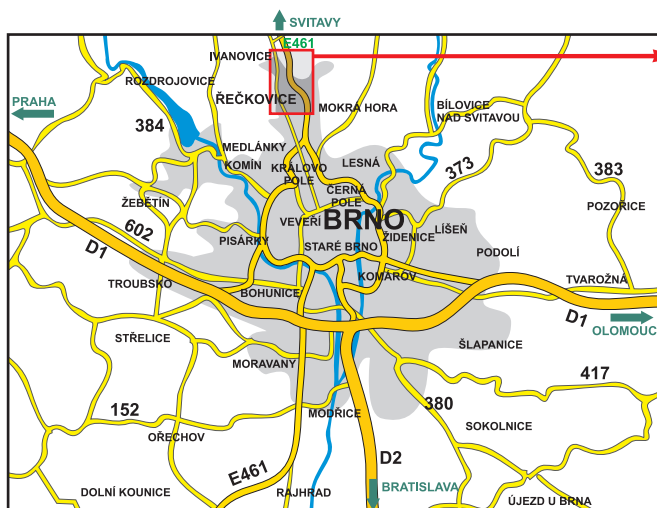 SVITAVY
E461
IVANOVICE
ROZDROJOVICE
PRAHA
ŘEČKOVICE
MOKRÁ HORA
BÍLOVICE
NAD SVITAVOU
384
MEDLÁNKY
KOMÍN
KRÁLOVO
POLE
LESNÁ
373
383
ČERNÁ
POLE
ŽEBĚTÍN
POZOŘICE
VEVEŘÍ
BRNO
602
PISÁRKY
STARÉ BRNO
ŽIDENICE
LÍŠEŇ
D1
PODOLÍ
TROUBSKO
BOHUNICE
KOMÁROV
TVAROŽNÁ
D1
OLOMOUC
STŘELICE
MORAVANY
ŠLAPANICE
417
152
MODŘICE
380
SOKOLNICE
OŘECHOV
E461
D2
DOLNÍ KOUNICE
RAJHRAD
BRATISLAVA
ÚJEZD U BRNA